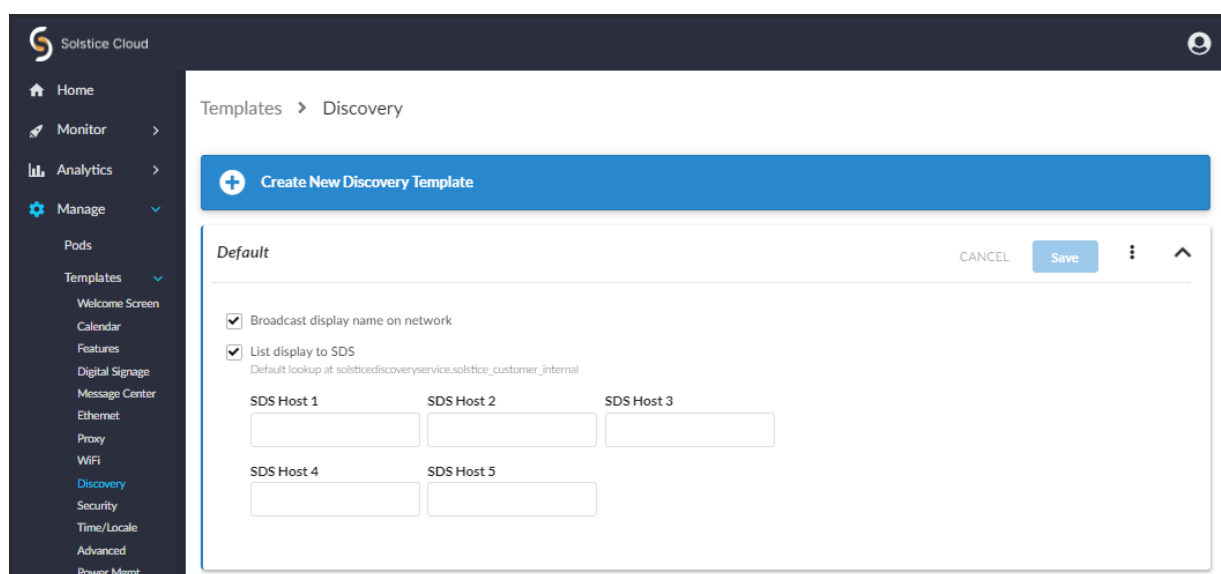 Solstice Cloud
Home
Monitor
Analytics
Manage
Pods
Templates
Welcome Screen
Calendar
Features
Digital Signage
Message Center
Ethernet
Proxy
WiFi
Discovery
Security
Time/Locale
Advanced
Power Mgmt
Templates > Discovery
Create New Discovery Template
Default
CANCEL Save
Broadcast display name on network
List display to SDS
Default lookup at solsticediscoveryservice.solstice_customer_internal
SDS Host 1 SDS Host 2 SDS Host 3
SDS Host 4 SDS Host 5